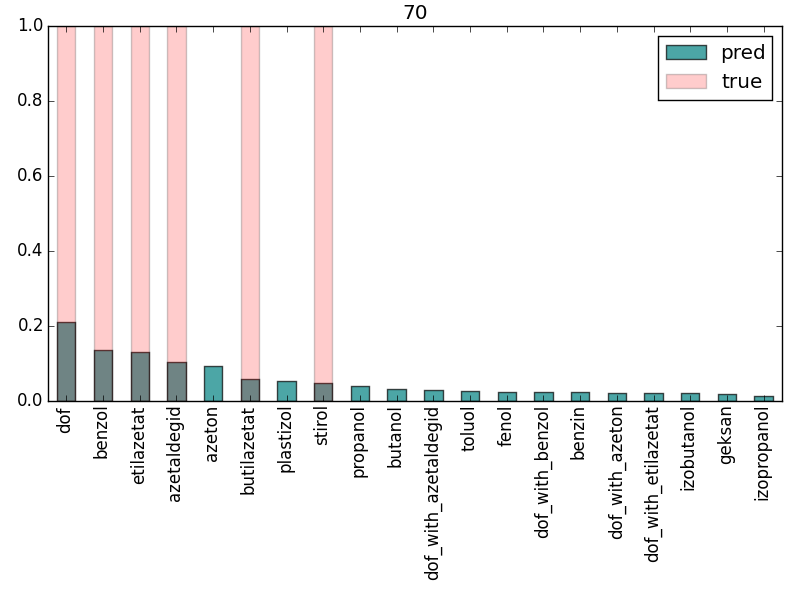 70
1.0
0.8
0.6
0.4
0.2
0.0
pred
true
dof
benzol
etilazetat
azetaldegid
azeton
butilazetat
plastizol
stirol
propanol
butanol
dof_with_azetaldegid
toluol
fenol
dof_with_benzol
benzin
dof_with_azeton
dof_with_etilazetat
izobutanol
geksan
izopropanol